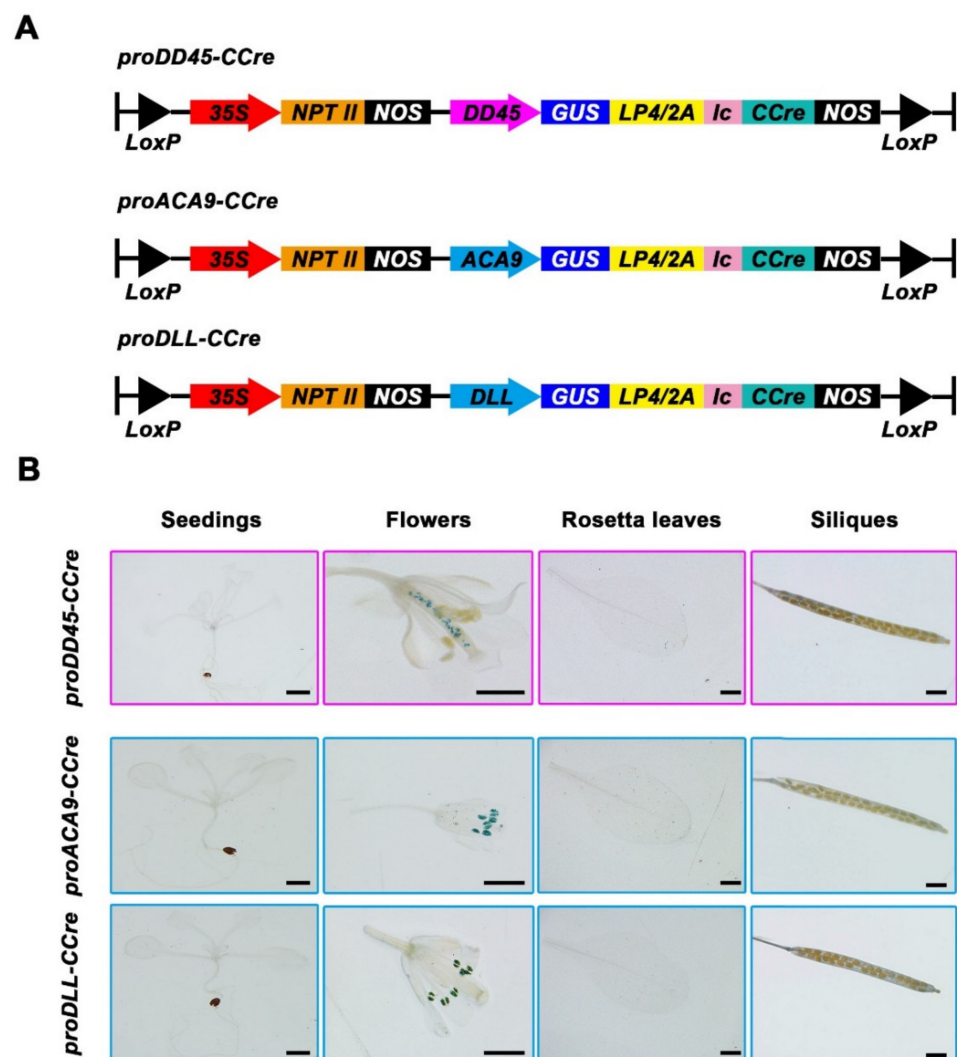 A
proDD45-CCre
35S NPT II NOS DD45 GUS LP4/2A Ic CCre NOS
LoxP LoxP
proACA9-CCre
35S NPT II NOS ACA9 GUS LP4/2A Ic CCre NOS
LoxP LoxP
proDLL-CCre
35S NPT II NOS DLL GUS LP4/2A Ic CCre NOS
LoxP LoxP
B
Seedings Flowers Rosetta leaves Siliques
proDD45-CCre
proACA9-CCre
proDLL-CCre